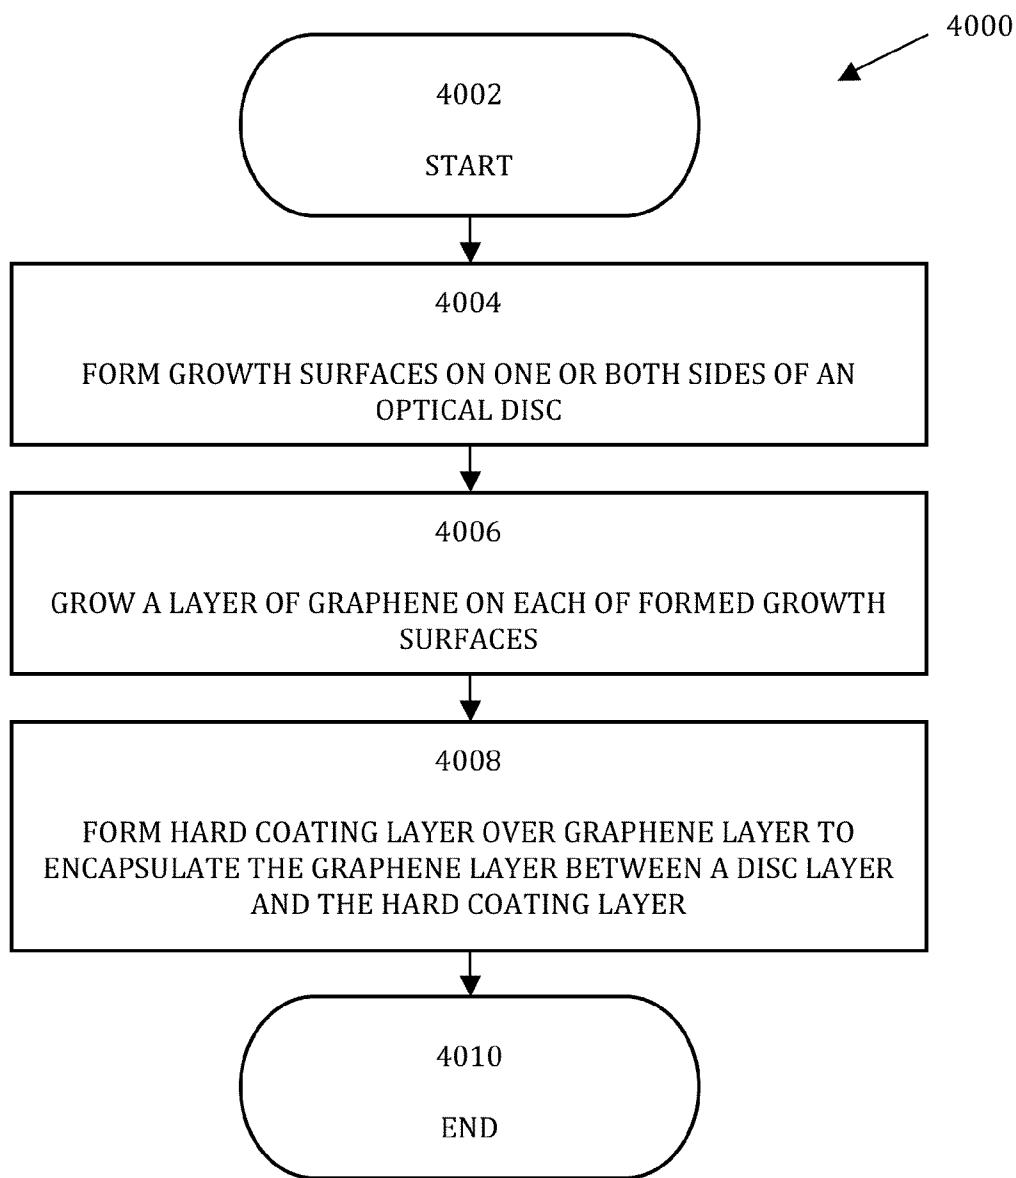 4000
4002
START
4004
FORM GROWTH SURFACES ON ONE OR BOTH SIDES OF AN
OPTICAL DISC
4006
GROW A LAYER OF GRAPHENE ON EACH OF FORMED GROWTH
SURFACES
4008
FORM HARD COATING LAYER OVER GRAPHENE LAYER TO
ENCAPSULATE THE GRAPHENE LAYER BETWEEN A DISC LAYER
AND THE HARD COATING LAYER
4010
END